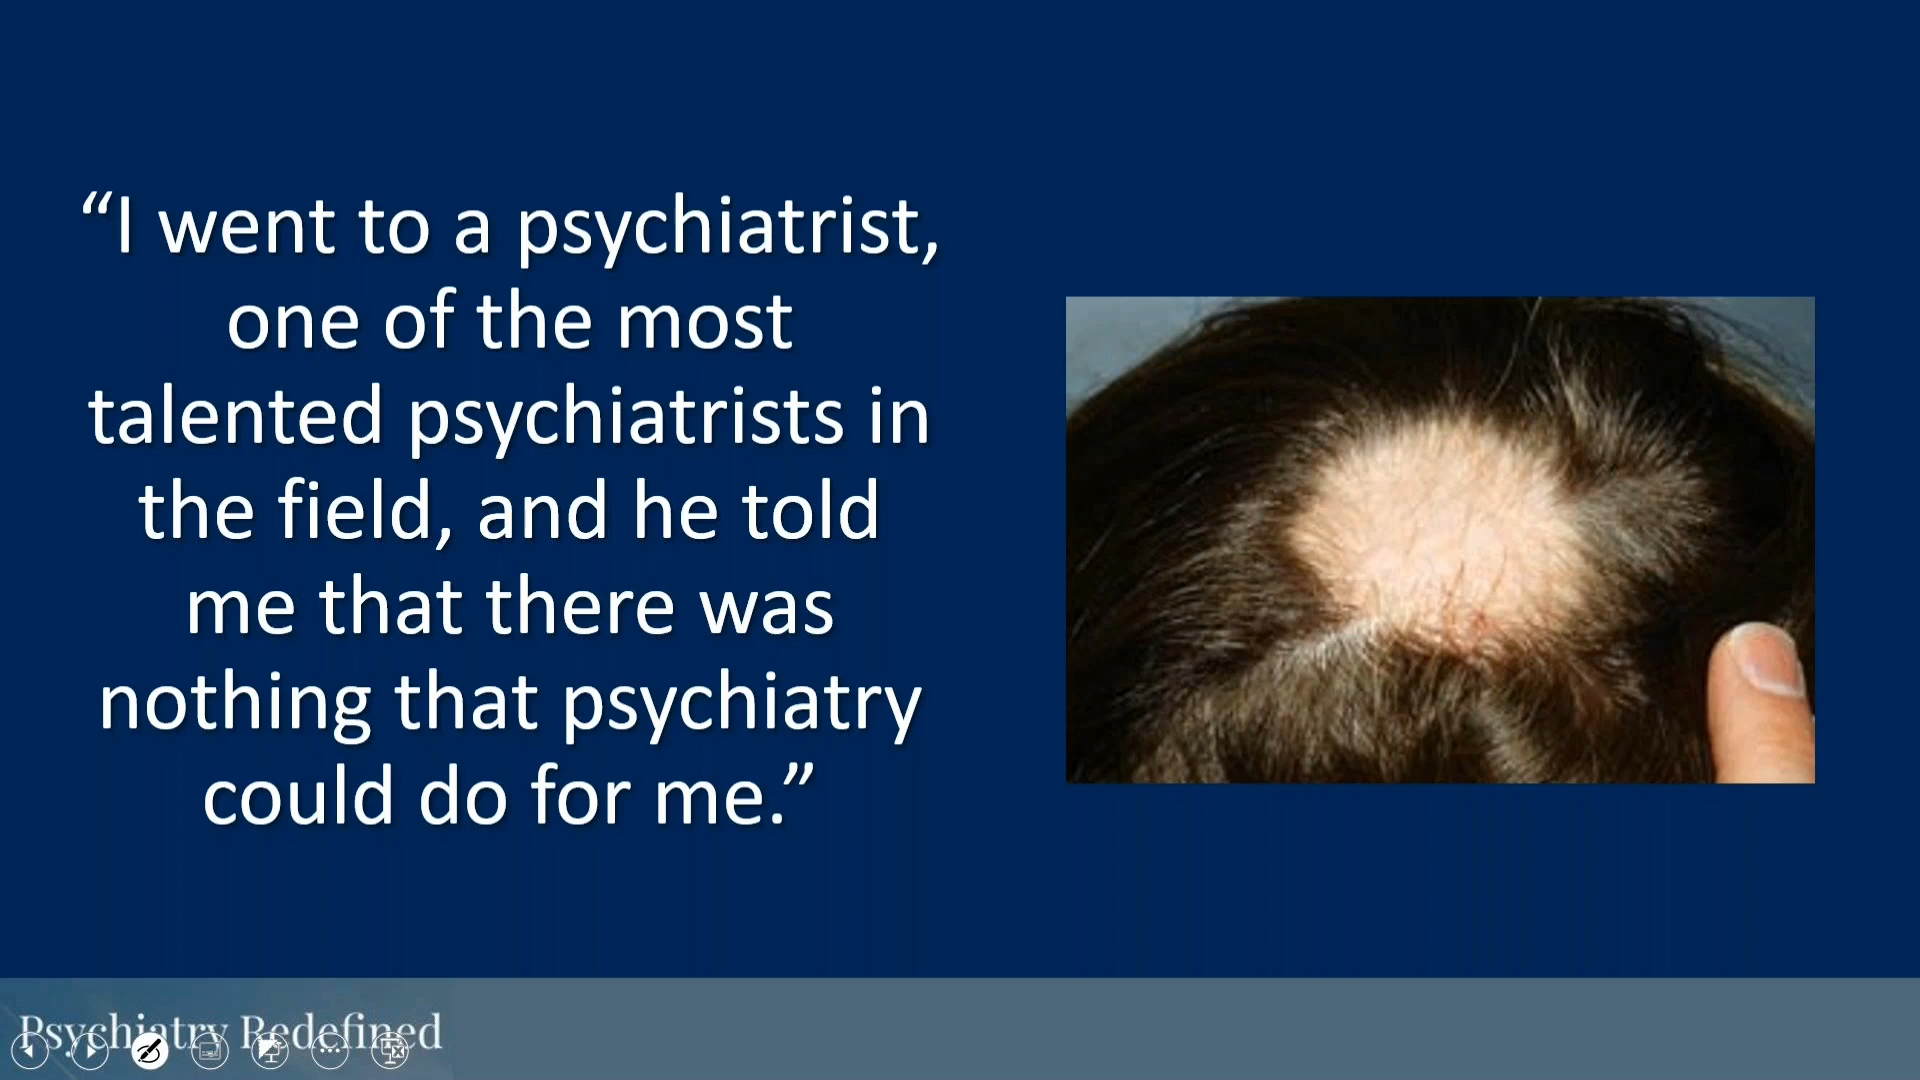 “I went to a psychiatrist,
one of the most
talented psychiatrists in
the field, and he told
me that there was
nothing that psychiatry
could do for me.”
Psychiatry Redefined